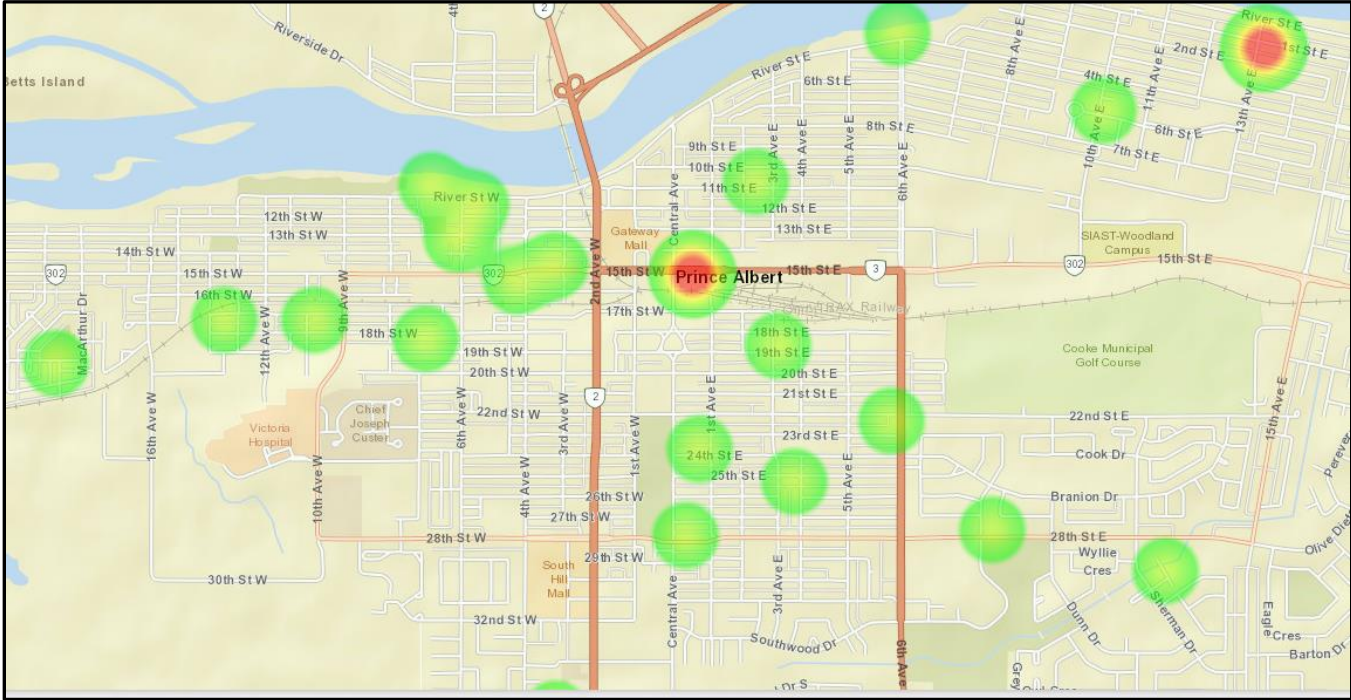 2
4th
River St E
Riverside Dr
8th Ave E
11th Ave E
2nd St E
1st St E
River St E
6th St E
4th St E
13th Ave E
10th Ave E
6th St E
7th St E
Betts Island
8th St E
9th St E
10th St E
11th St E
3rd Ave E
4th Ave E
5th Ave E
6th Ave E
Central Ave
River St W
12th St W
13th St W
12th St E
13th St E
Gateway
Mall
SIAST-Woodland
Campus
14th St W
302
15th St W
302
15th St W
Prince Albert
15th St E
3
302
15th St E
2nd Ave W
16th St W
MacArthur Dr
12th Ave W
9th Ave W
18th St W
17th St W
18th St E
19th St E
19th St W
20th St W
20th St E
21st St E
Cooke Municipal
Golf Course
2
22nd St W
22nd St E
Chief
Joseph
Custer
Victoria
Hospital
16th Ave W
10th Ave W
6th Ave W
4th Ave W
3rd Ave W
1st Ave W
1st Ave E
23rd St E
24th St E
25th St E
5th Ave E
15th Ave E
Cook Dr
Branion Dr
26th St W
27th St W
28th St W
28th St E
29th St W
Wyllie
Cres
30th St W
South
Hill
Mall
32nd St W
Central Ave
3rd Ave E
Southwood Dr
6th Ave
Dunn Dr
Sherman Dr
Eagle
Cres
Barton Dr